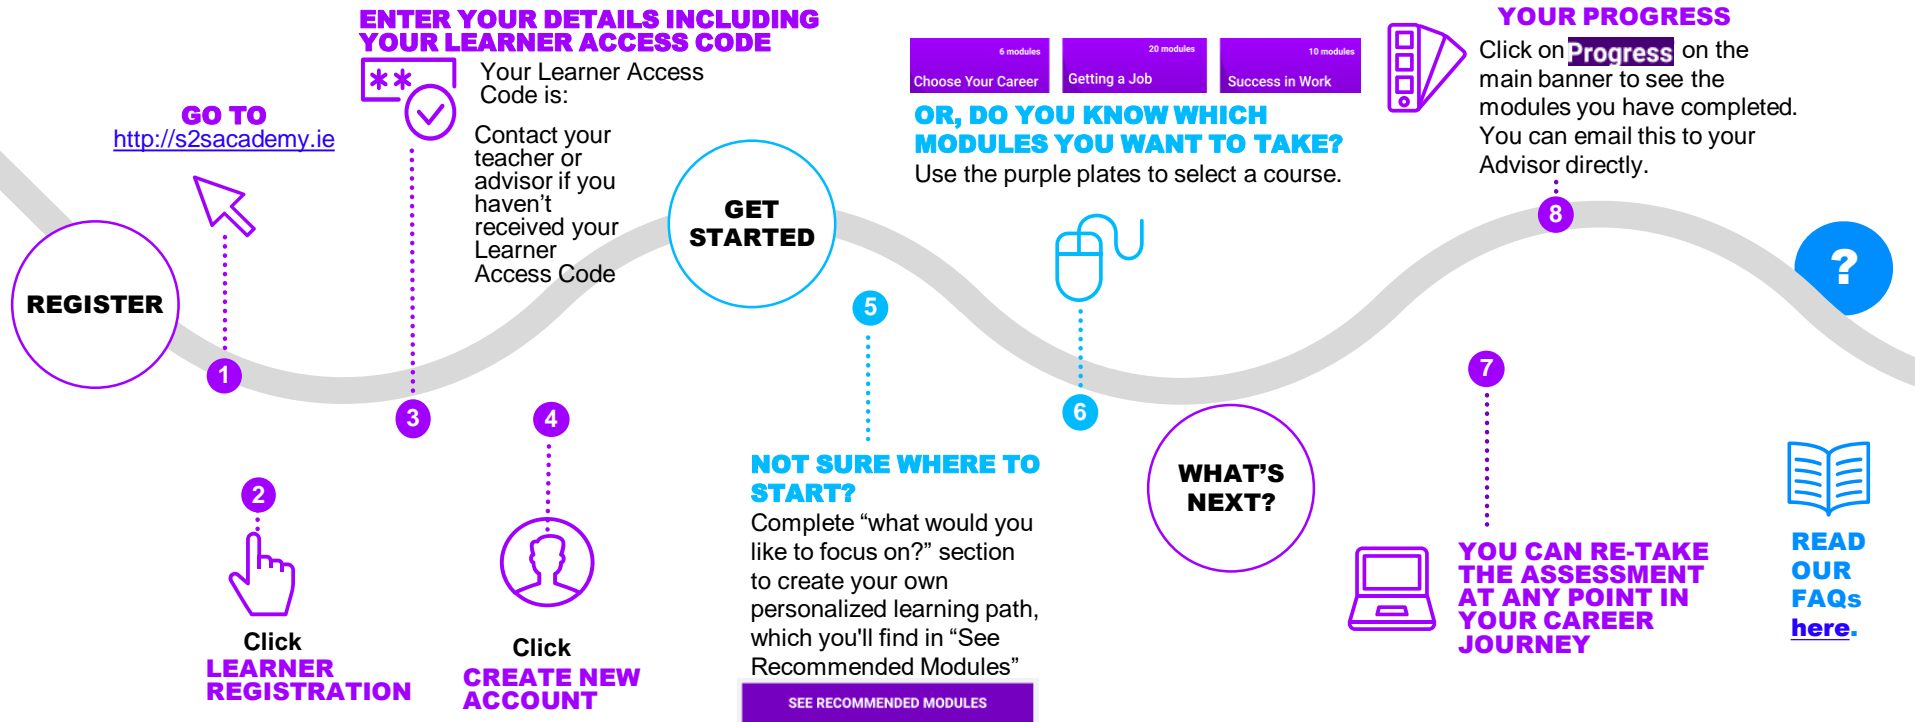 REGISTER
GO TO
http://s2sacademy.ie
1
2
Click
LEARNER
REGISTRATION
ENTER YOUR DETAILS INCLUDING
YOUR LEARNER ACCESS CODE
**
Your Learner Access
Code is:
Contact your
teacher or
advisor if you
haven't
received your
Learner
Access Code
3
4
Click
CREATE NEW
ACCOUNT
GET
STARTED
5
NOT SURE WHERE TO
START?
Complete “what would you
like to focus on?” section
to create your own
personalized learning path,
which you'll find in “See
Recommended Modules”
SEE RECOMMENDED MODULES
6 modules
Choose Your Career
20 modules
Getting a Job
10 modules
Success in Work
OR, DO YOU KNOW WHICH
MODULES YOU WANT TO TAKE?
Use the purple plates to select a course.
6
WHAT'S
NEXT?
7
YOU CAN RE-TAKE
THE ASSESSMENT
AT ANY POINT IN
YOUR CAREER
JOURNEY
YOUR PROGRESS
Click on Progress on the
main banner to see the
modules you have completed.
You can email this to your
Advisor directly.
8
?
READ
OUR
FAQs
here.